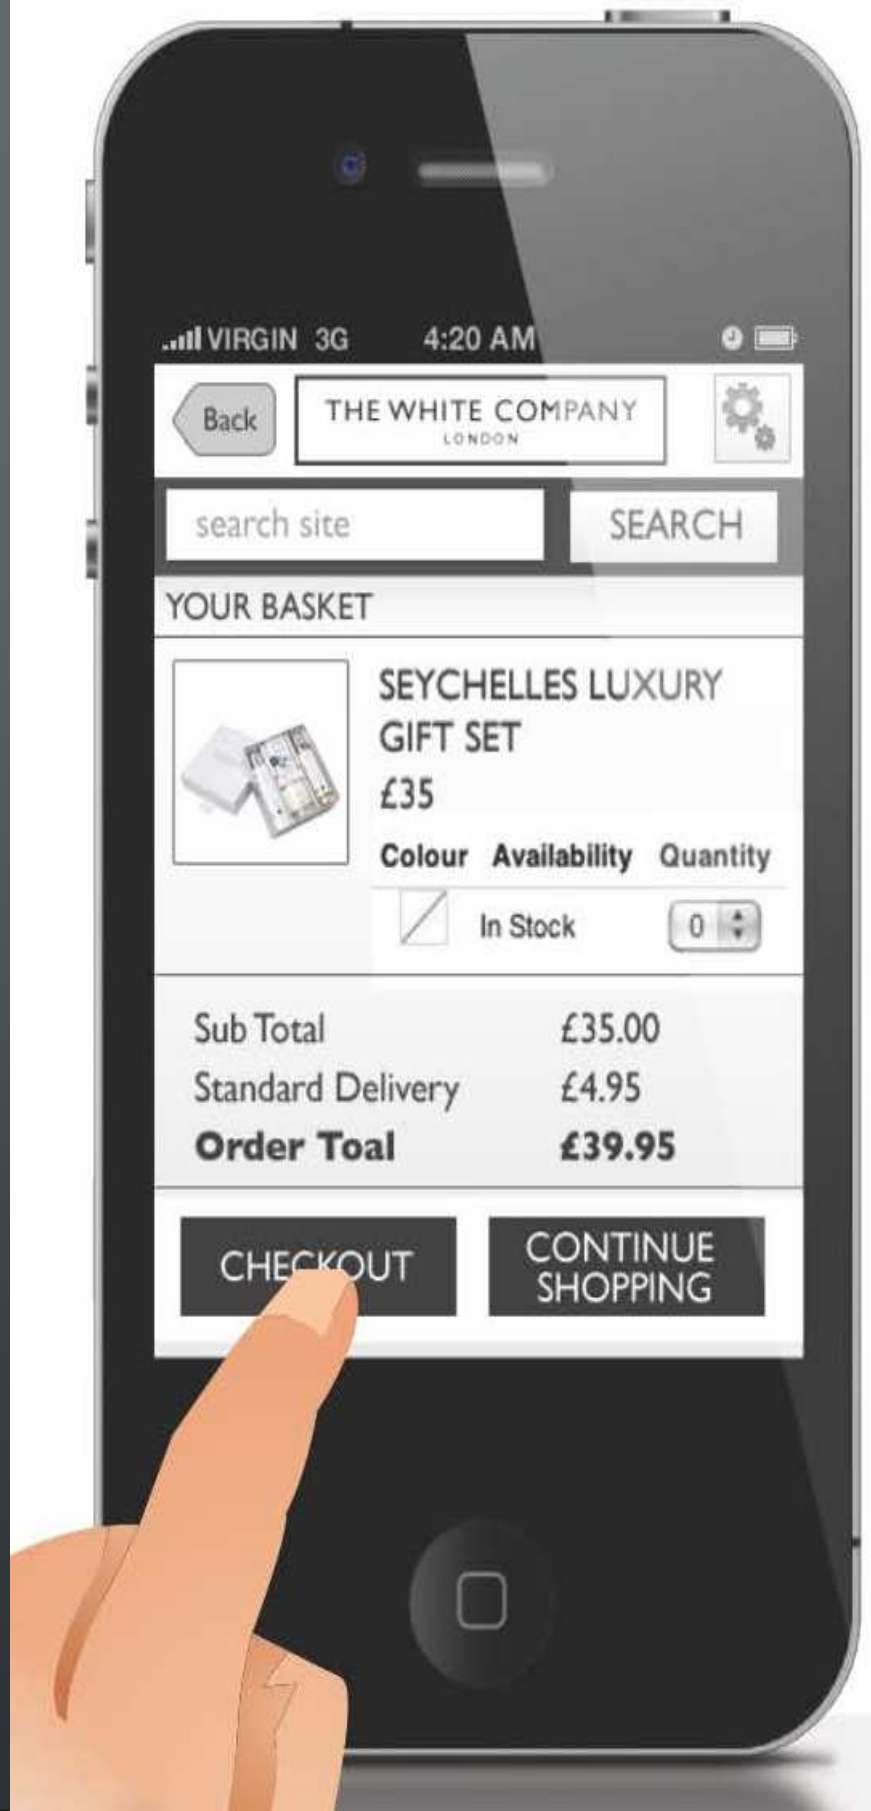 VIRGIN 3G 4:20 AM
Back
THE WHITE COMPANY
LONDON
search site SEARCH
YOUR BASKET
SEYCHELLES LUXURY
GIFT SET
£35
Colour Availability Quantity
In Stock 0
Sub Total £35.00
Standard Delivery £4.95
Order Toal £39.95
CHECKOUT
CONTINUE
SHOPPING